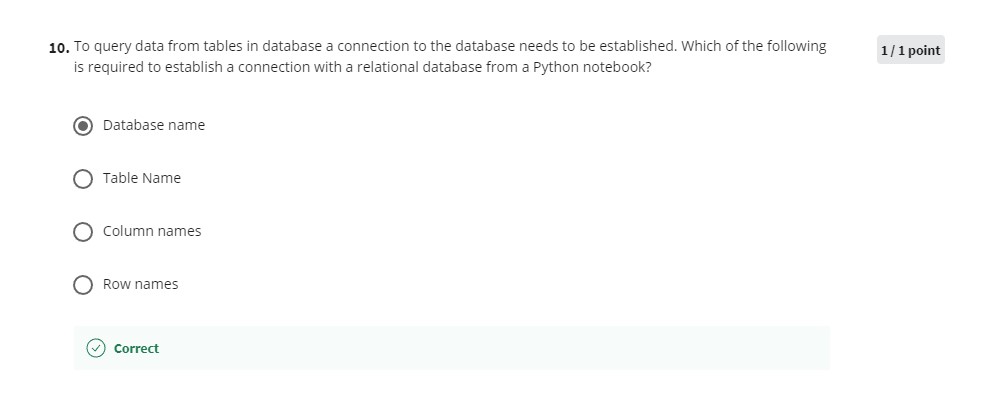 10. To query data from tables in database a connection to the database needs to be established. Which of the following
is required to establish a connection with a relational database from a Python notebook?
1 / 1 point
Database name
Table Name
Column names
Row names
Correct